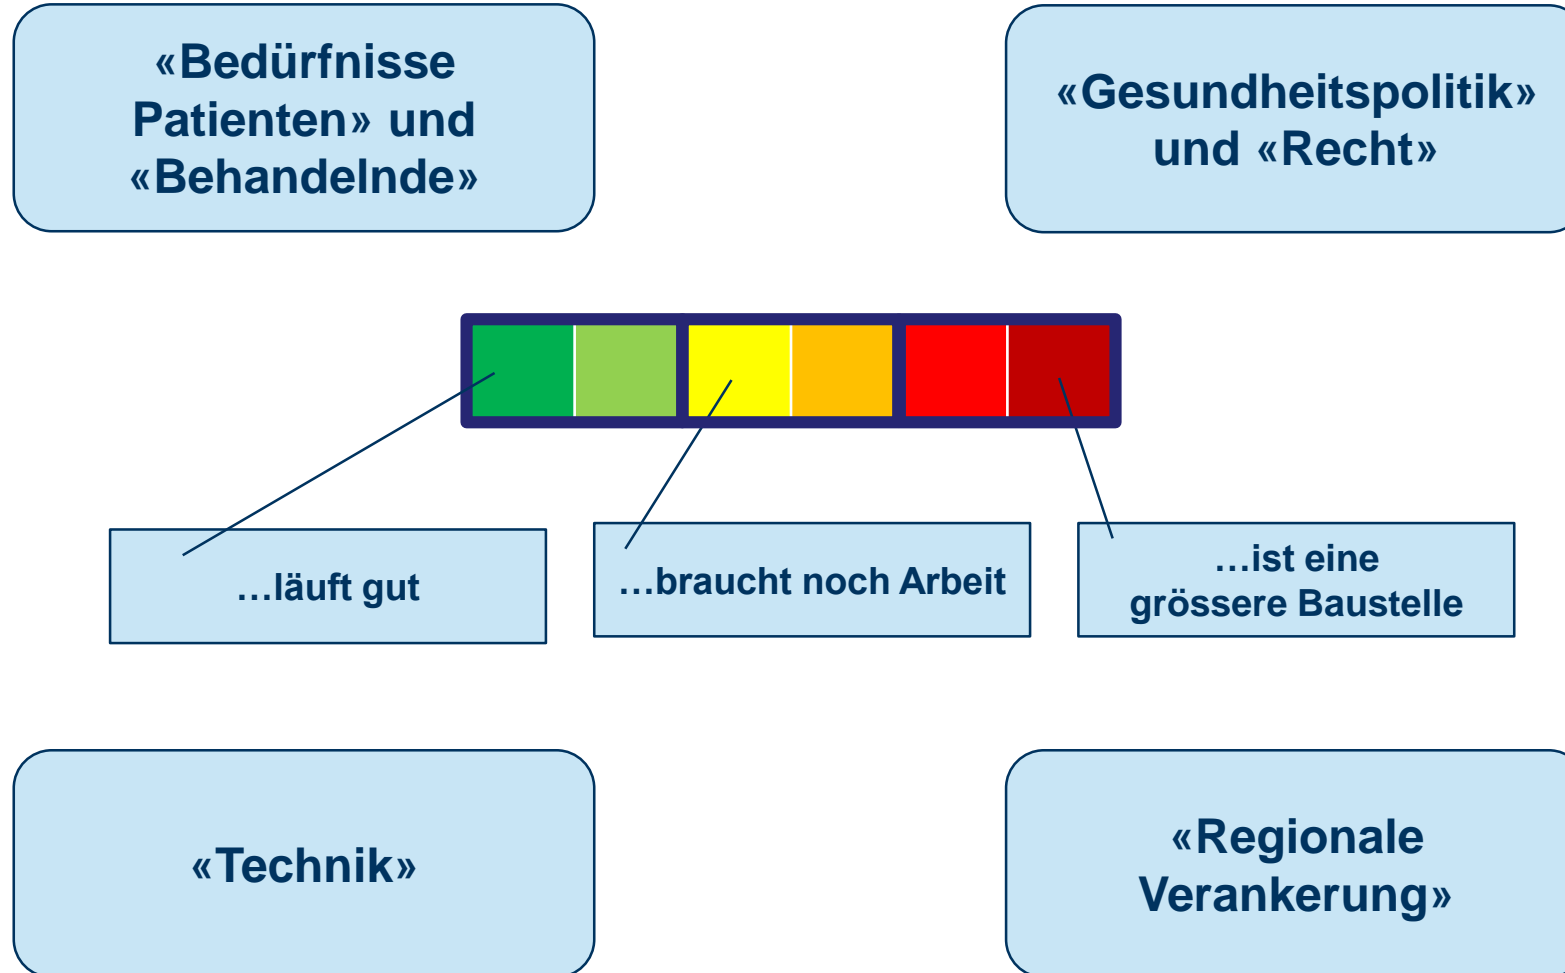 «Bedürfnisse
Patienten» und
«Behandelnde»
«Gesundheitspolitik»
und «Recht»
...läuft gut
...braucht noch Arbeit
...ist eine
grössere Baustelle
«Technik»
«Regionale
Verankerung»